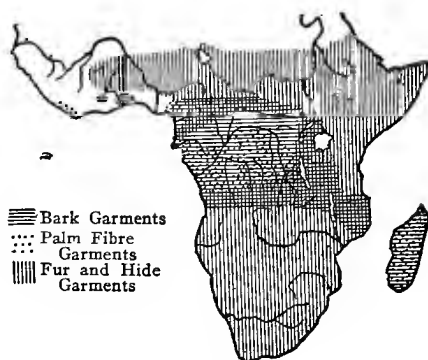 Bark Garments
Palm Fibre
Garments
Fur and Hide
Garments